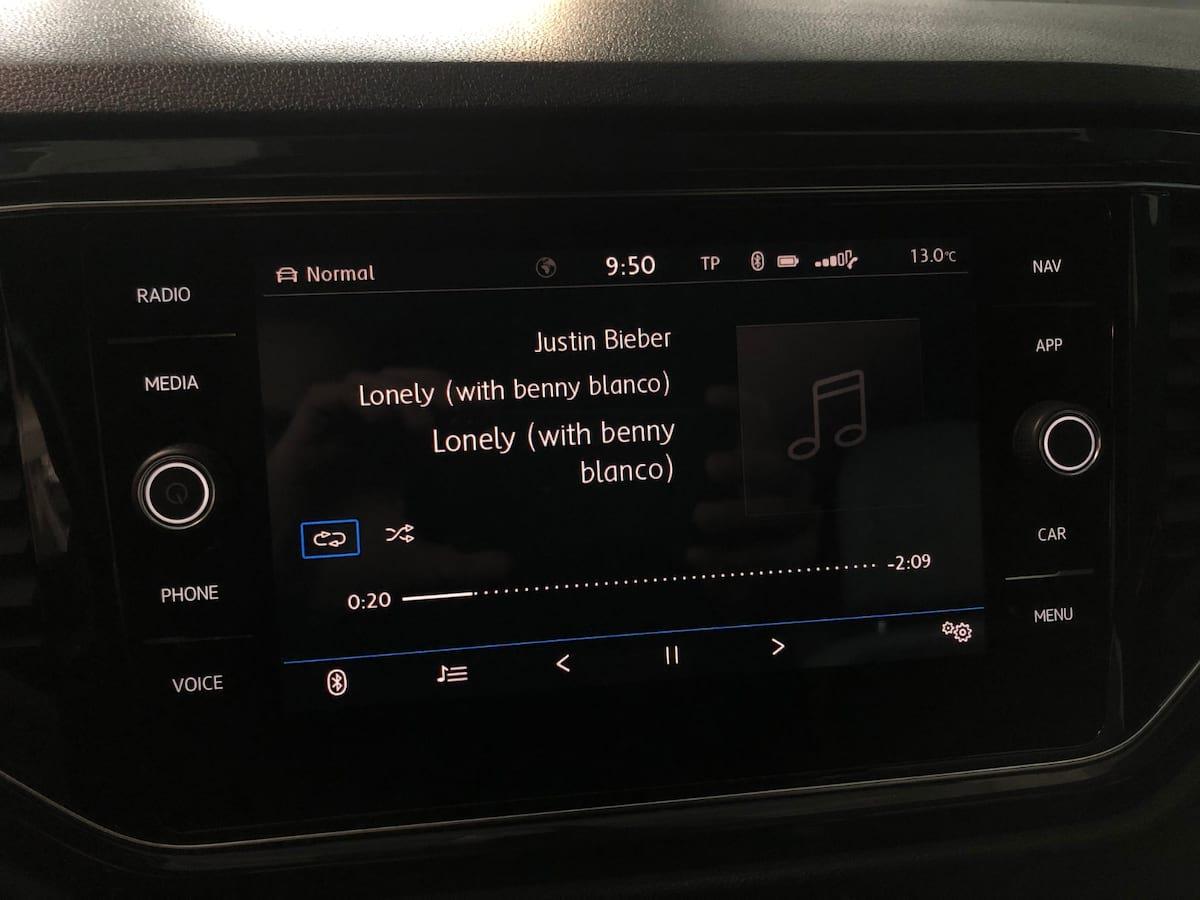 RADIO
MEDIA
PHONE
VOICE
Normal
9:50
TP
13.0°C
Justin Bieber
Lonely (with benny blanco)
Lonely (with benny
blanco)
0:20
-2:09
NAV
APP
CAR
MENU